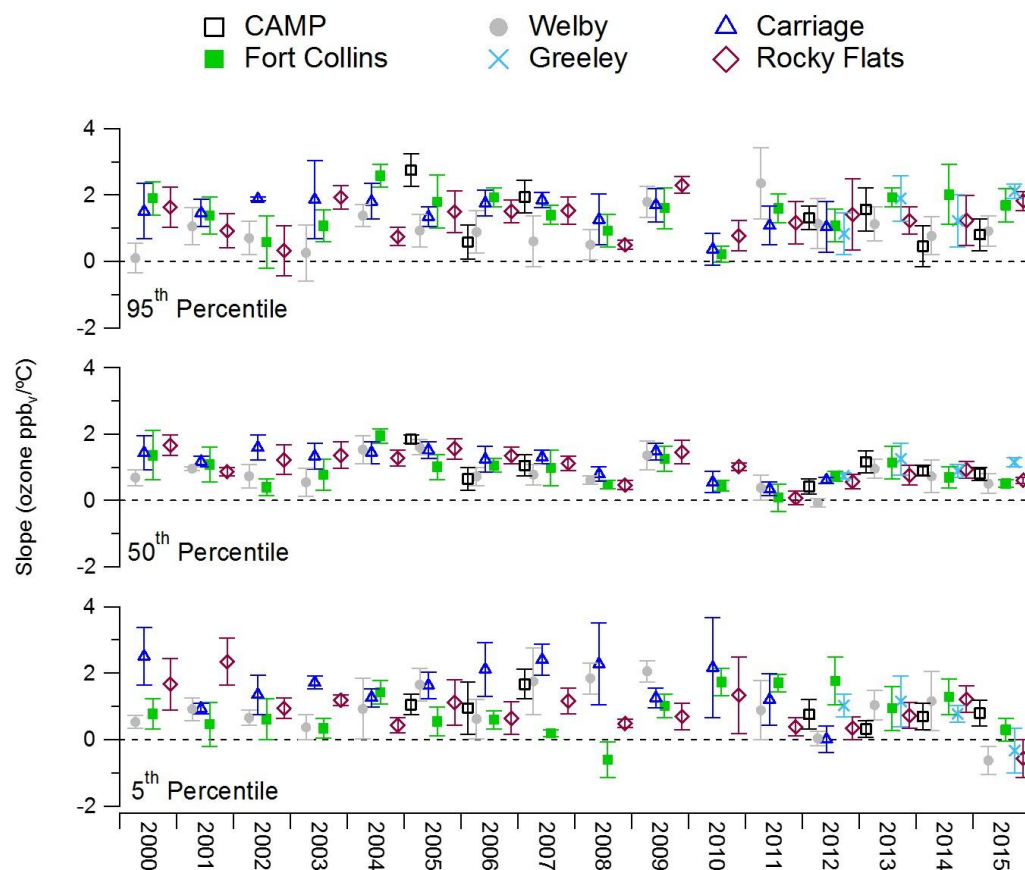 CAMP Welby Carriage
Fort Collins Greeley Rocky Flats
Slope (ozone ppbv/ºC)
4
2
0
-2
95th Percentile
4
2
0
-2
50th Percentile
4
2
0
-2
5th Percentile
2000 2001 2002 2003 2004 2005 2006 2007 2008 2009 2010 2011 2012 2013 2014 2015